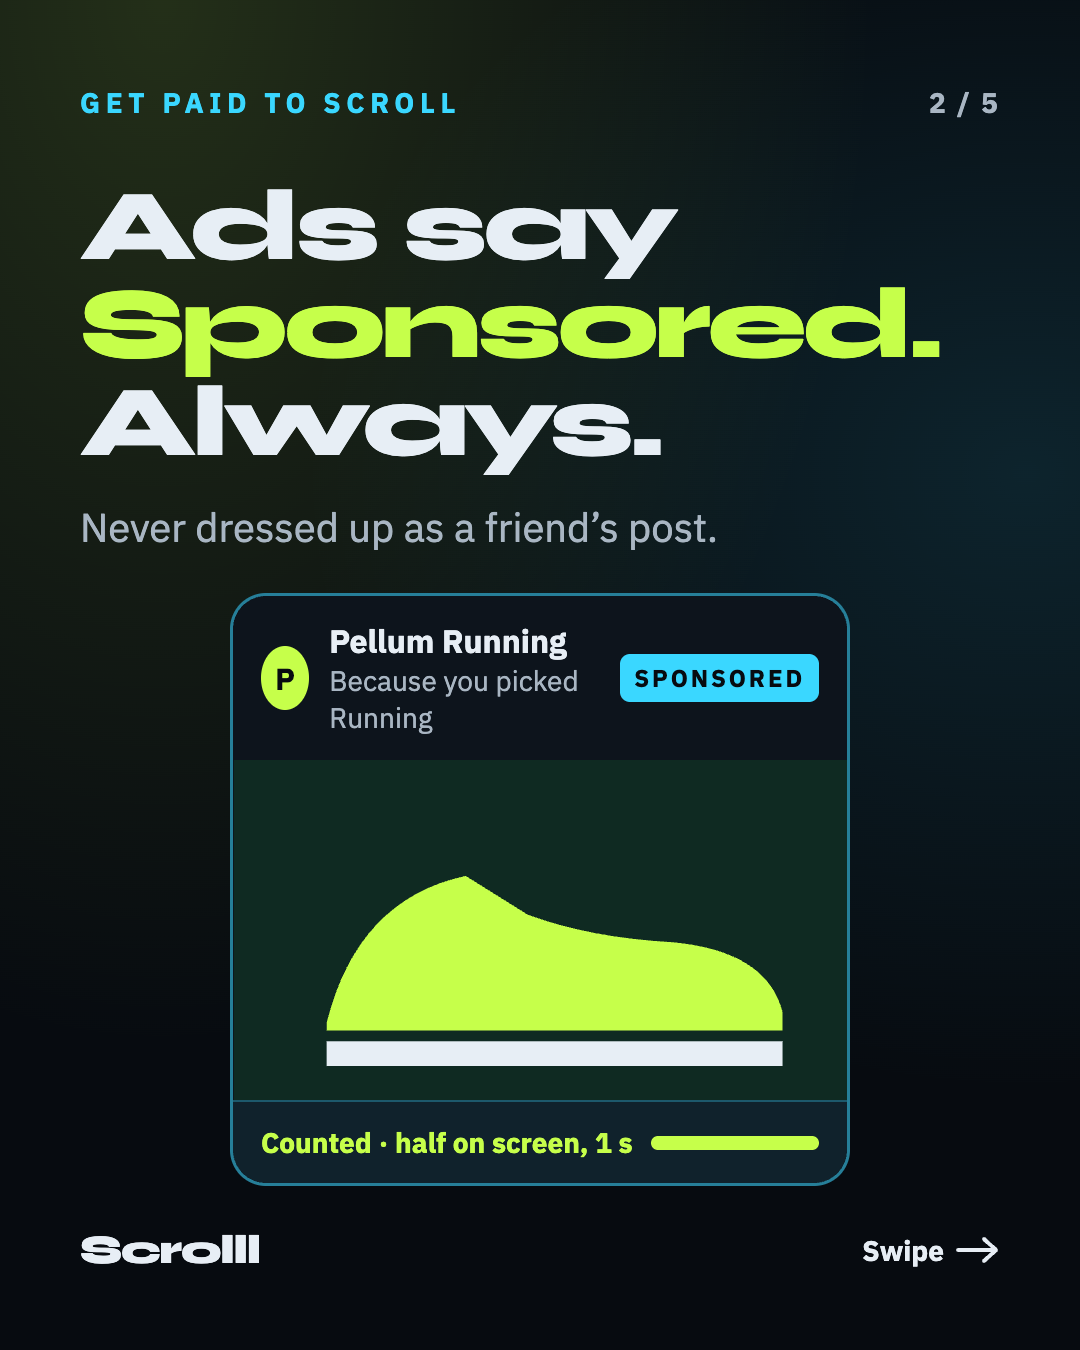 GET PAID TO SCROLL
2 / 5
Ads say
Sponsored.
Always.
Never dressed up as a friend’s post.
P
Pellum Running
Because you picked
Running
SPONSORED
Counted · half on screen, 1 s
Scrolll
Swipe →